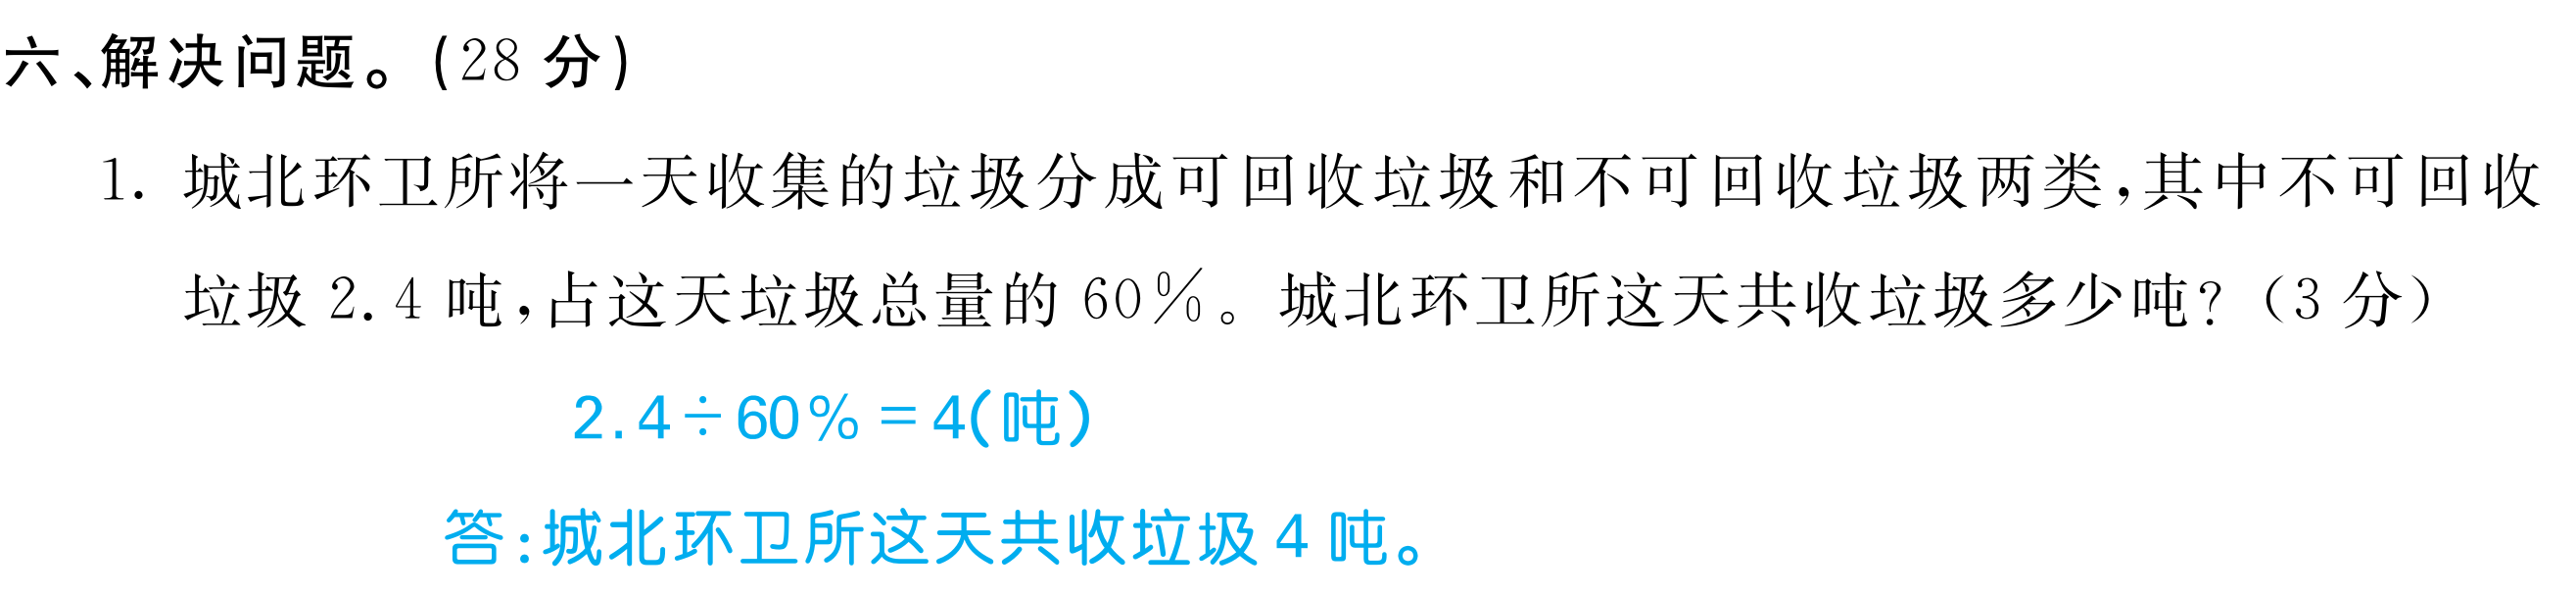 六、解决问题。(28 分)
1. 城北环卫所将一天收集的垃圾分成可回收垃圾和不可回收垃圾两类,其中不可回收
垃圾 2.4 吨,占这天垃圾总量的 60%。城北环卫所这天共收垃圾多少吨?(3 分)
2.4÷60%=4(吨)
答:城北环卫所这天共收垃圾 4 吨。